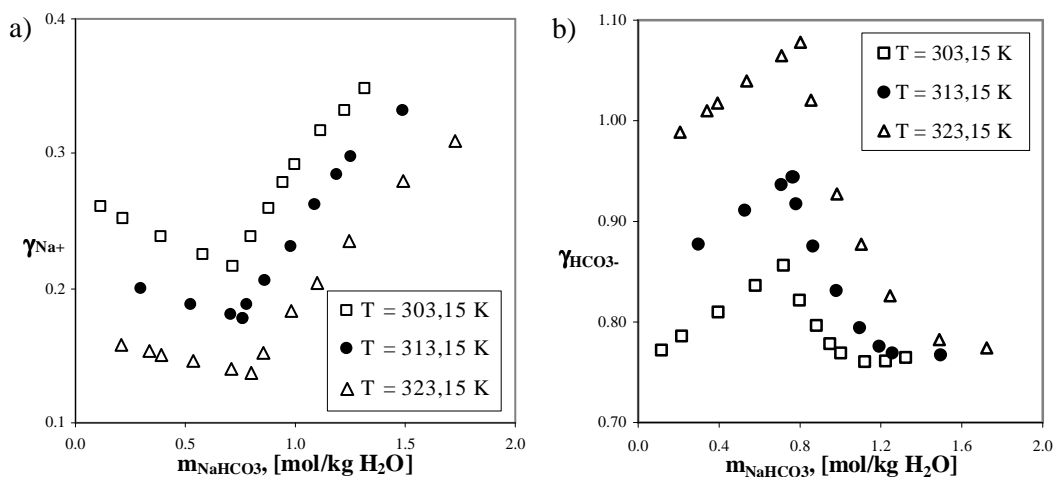 a)
0.4
0.3
0.2
0.1
γNa+
T = 303,15 K
T = 313,15 K
T = 323,15 K
0.0 0.5 1.0 1.5 2.0
mNaHCO3, [mol/kg H2O]
b)
1.10
1.00
0.90
0.80
0.70
γHCO3-
T = 303,15 K
T = 313,15 K
T = 323,15 K
0.0 0.4 0.8 1.2 1.6 2.0
mNaHCO3, [mol/kg H2O]